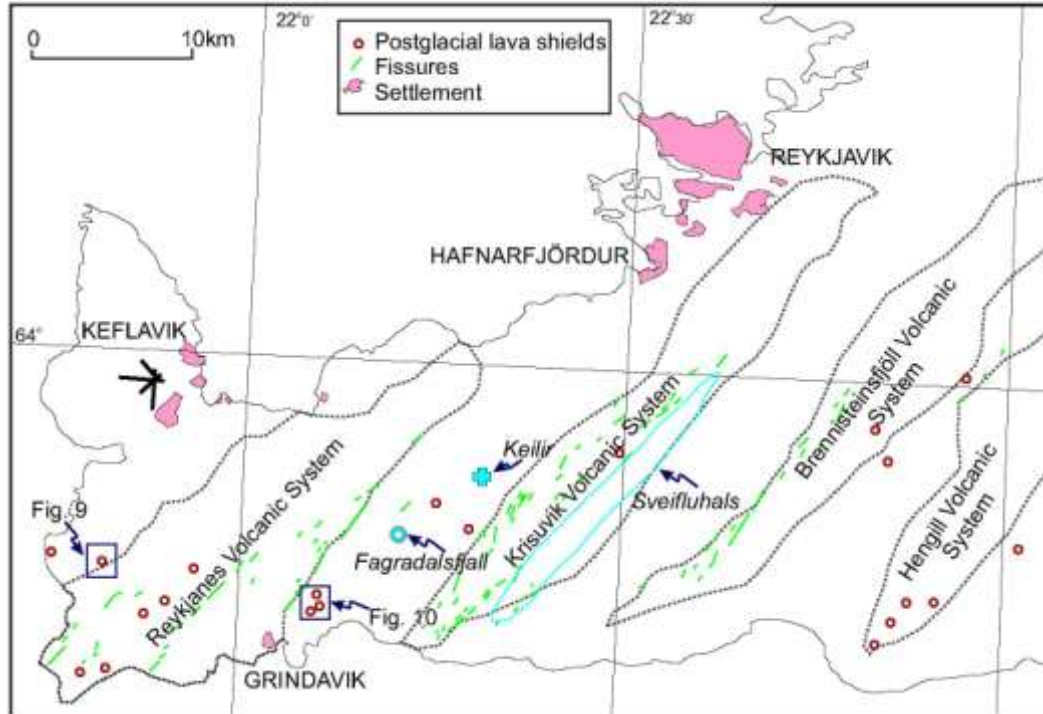 22°0'
22°30'
0 10km
Postglacial lava shields
Fissures
Settlement
REYKJAVIK
HAFNARFJÖRDUR
64°
KEFLAVIK
Keilir
Fagradalsfjall
Sveifluhals
Fig. 9
Fig. 10
Reykjanes Volcanic System
Krisuvik Volcanic System
Brennisteinsfjöll Volcanic
System
Hengill Volcanic
System
GRINDAVIK